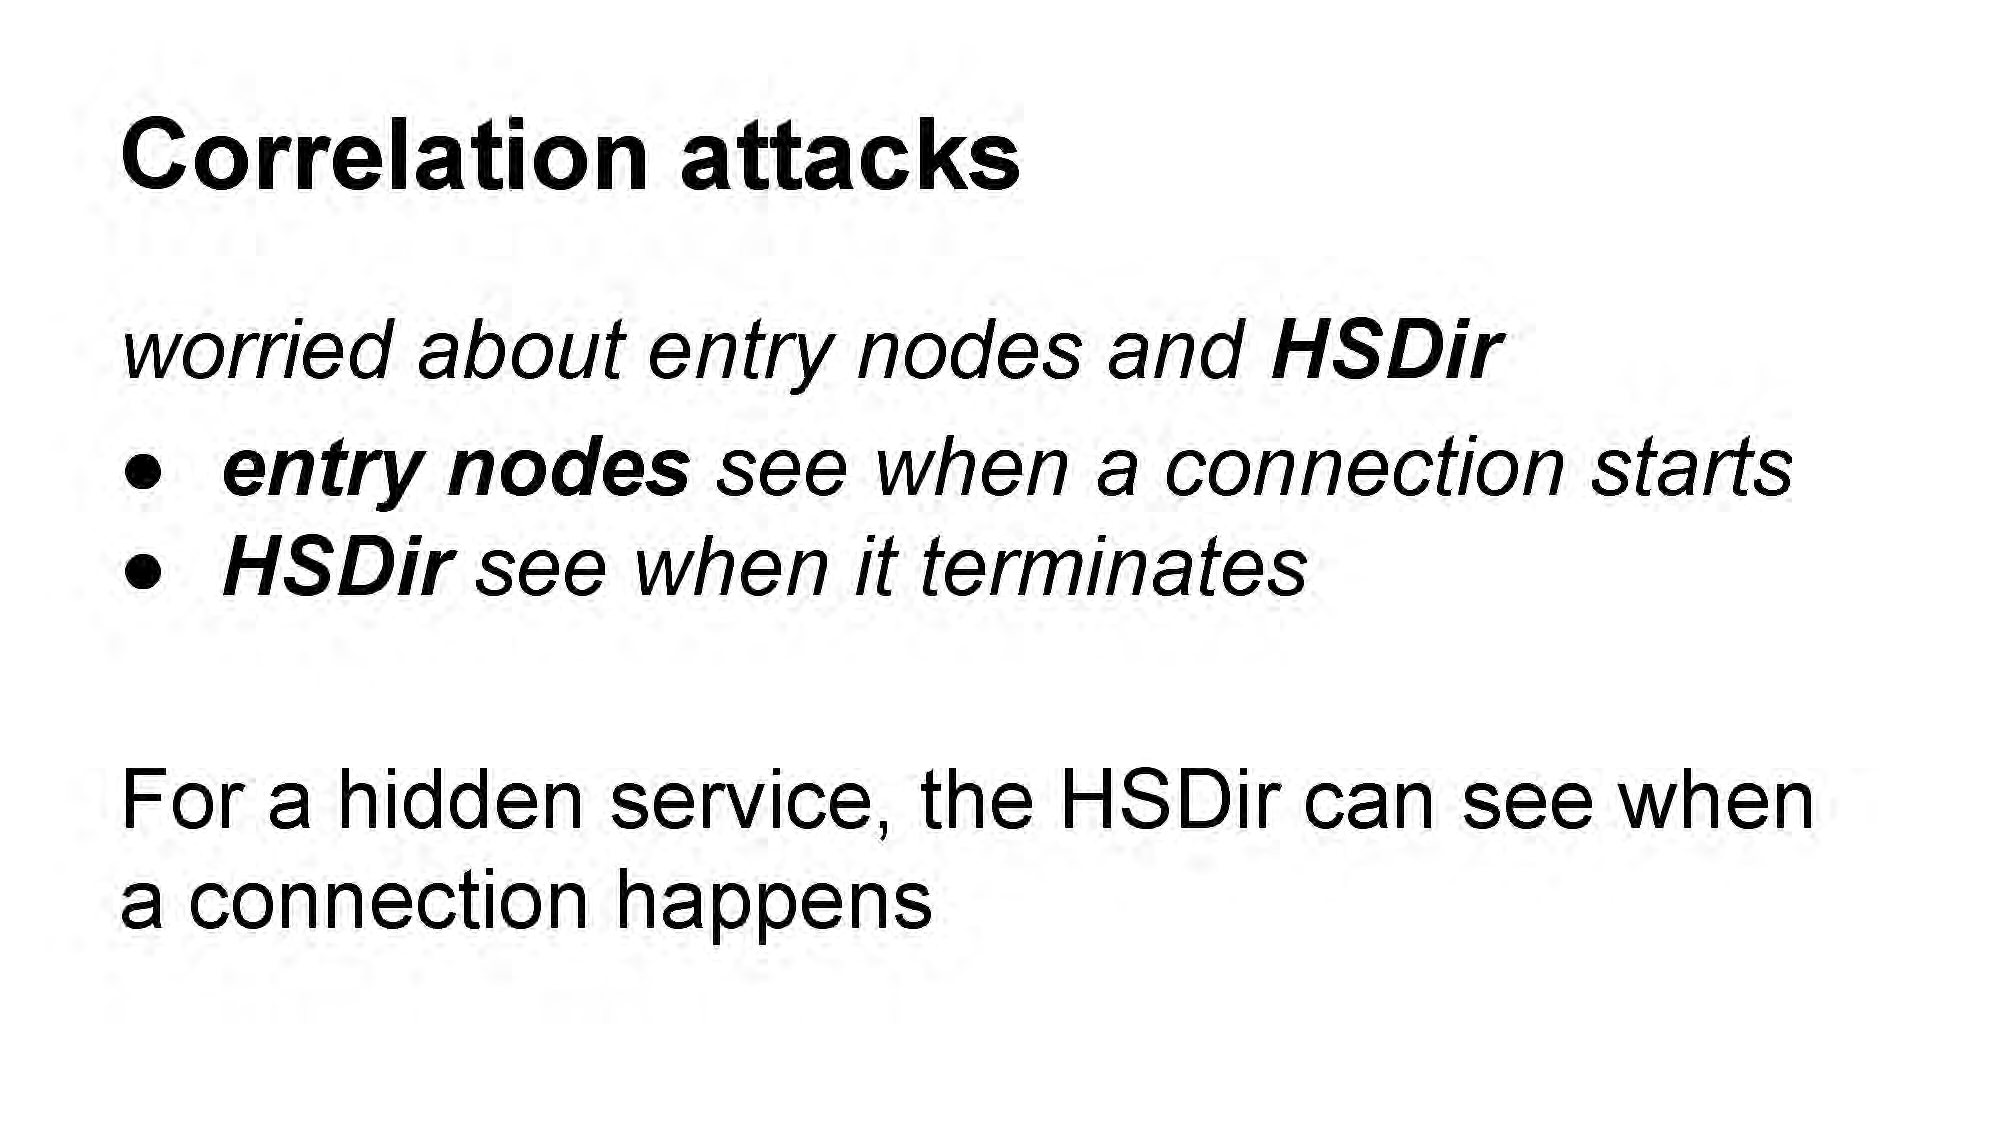 Correlation attacks
worried about entry nodes and HSDir
● entry nodes see when a connection starts
● HSDir see when it terminates
For a hidden service, the HSDir can see when
a connection happens